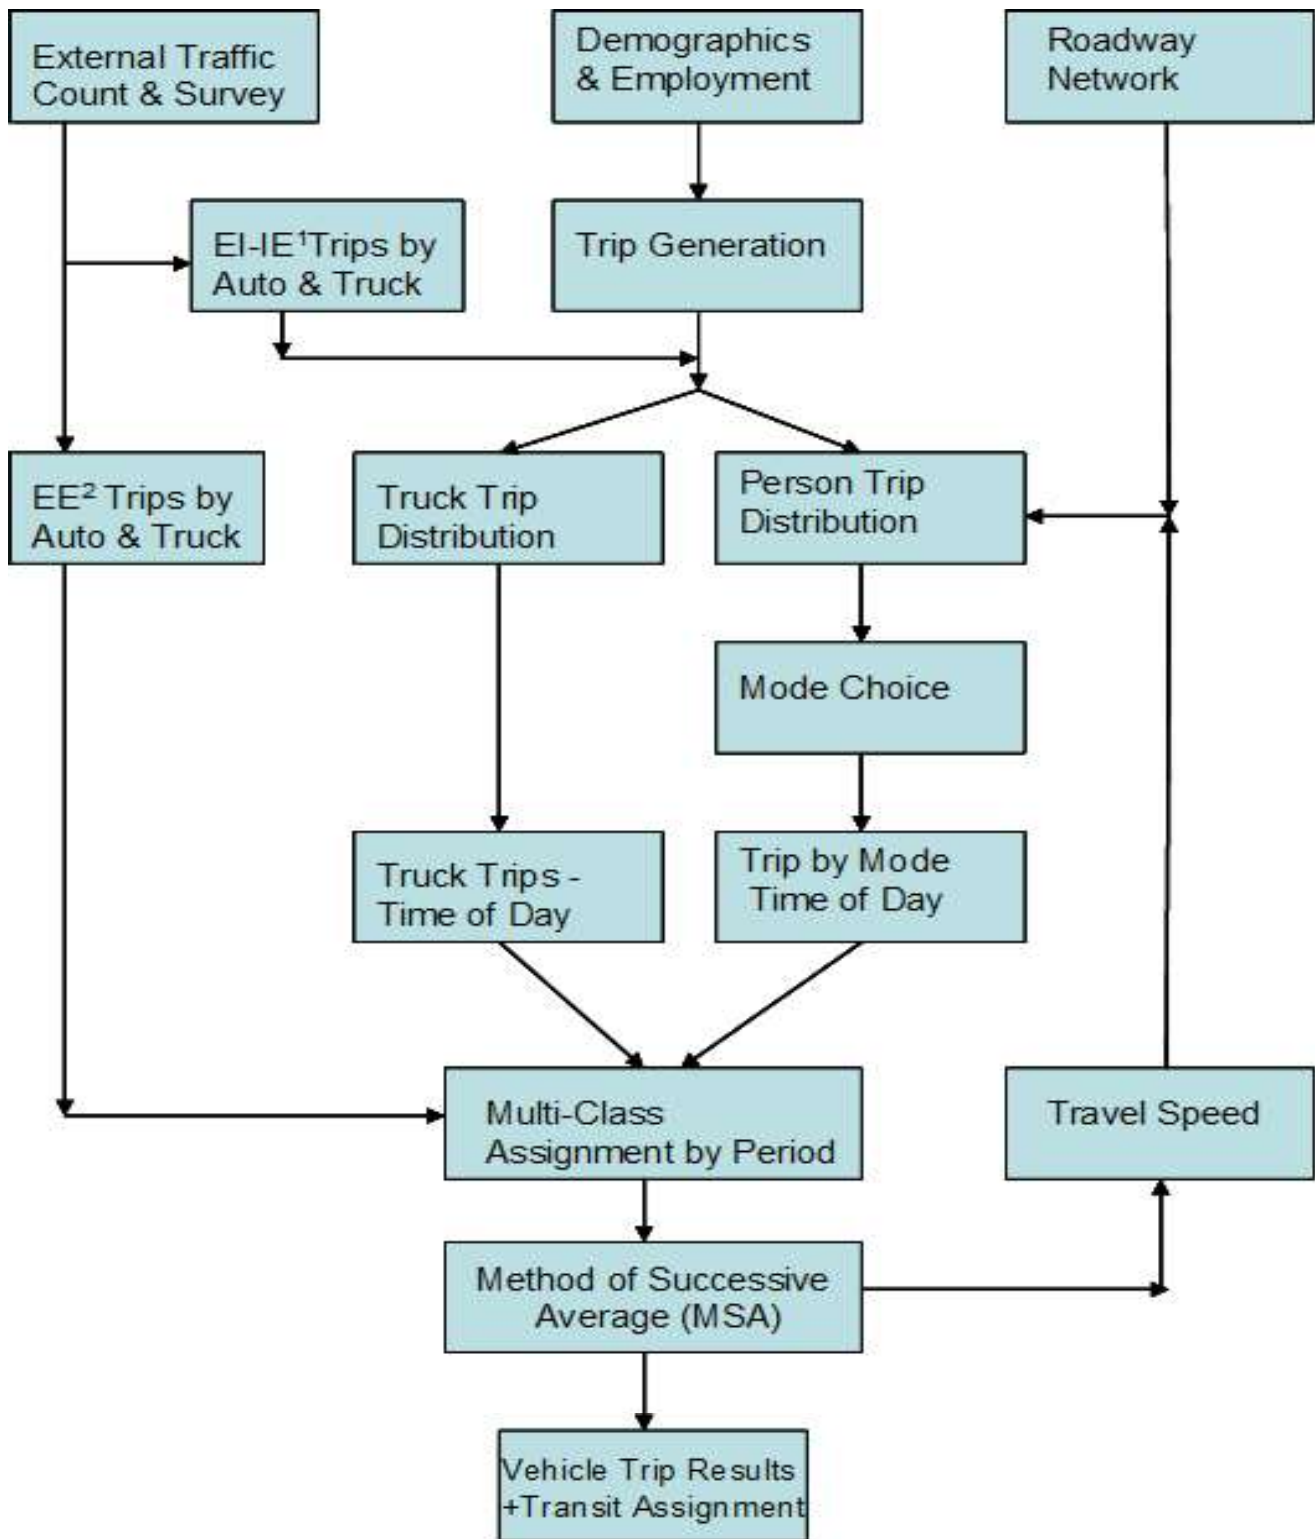 External Traffic
Count & Survey
Demographics
& Employment
Roadway
Network
EI-IE¹Trips by
Auto & Truck
Trip Generation
EE² Trips by
Auto & Truck
Truck Trip
Distribution
Person Trip
Distribution
Mode Choice
Truck Trips -
Time of Day
Trip by Mode
Time of Day
Multi-Class
Assignment by Period
Travel Speed
Method of Successive
Average (MSA)
Vehicle Trip Results
+Transit Assignment